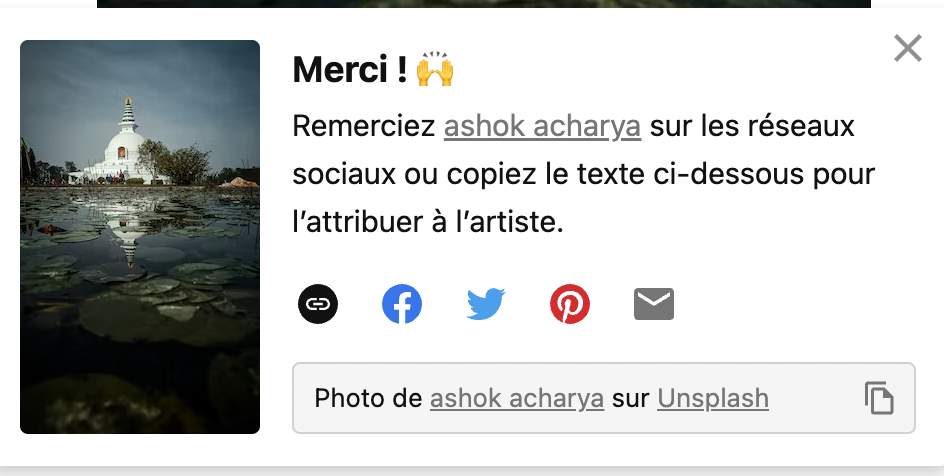 Merci ! 🙌
Remerciez ashok acharya sur les réseaux
sociaux ou copiez le texte ci-dessous pour
l’attribuer à l’artiste.
Photo de ashok acharya sur Unsplash